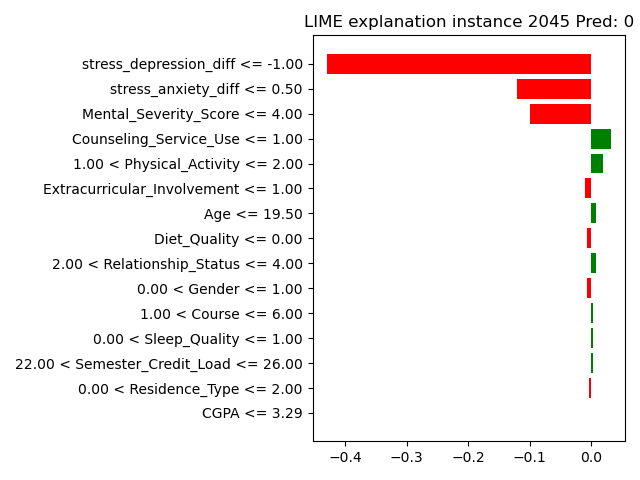 LIME explanation instance 2045 Pred: 0
stress_depression_diff <= -1.00
stress_anxiety_diff <= 0.50
Mental_Severity_Score <= 4.00
Counseling_Service_Use <= 1.00
1.00 < Physical_Activity <= 2.00
Extracurricular_Involvement <= 1.00
Age <= 19.50
Diet_Quality <= 0.00
2.00 < Relationship_Status <= 4.00
0.00 < Gender <= 1.00
1.00 < Course <= 6.00
0.00 < Sleep_Quality <= 1.00
22.00 < Semester_Credit_Load <= 26.00
0.00 < Residence_Type <= 2.00
CGPA <= 3.29
−0.4 −0.3 −0.2 −0.1 0.0